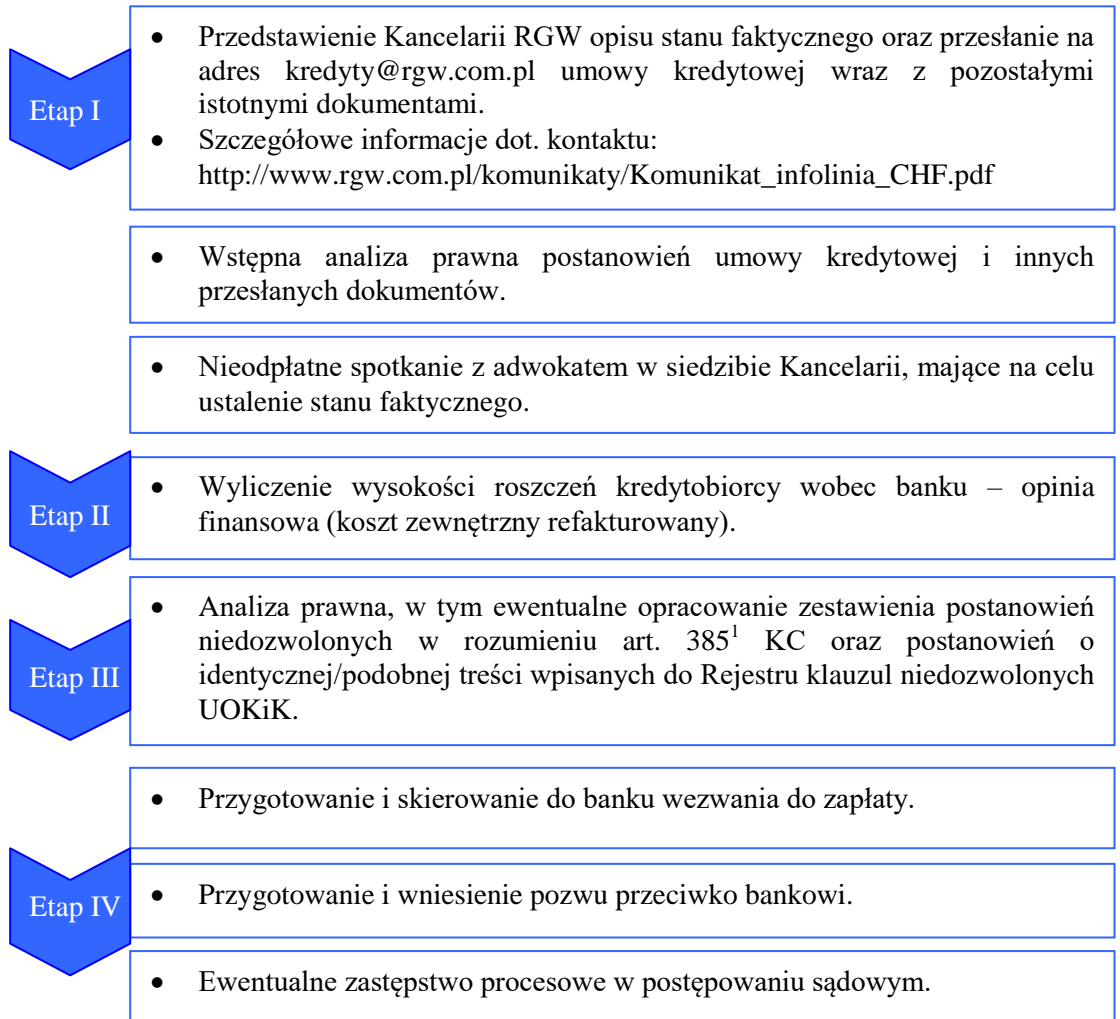 Etap I
• Przedstawienie Kancelarii RGW opisu stanu faktycznego oraz przesłanie na
adres kredyty@rgw.com.pl umowy kredytowej wraz z pozostałymi
istotnymi dokumentami.
• Szczegółowe informacje dot. kontaktu:
http://www.rgw.com.pl/komunikaty/Komunikat_infolinia_CHF.pdf
• Wstępna analiza prawna postanowień umowy kredytowej i innych
przesłanych dokumentów.
• Nieodpłatne spotkanie z adwokatem w siedzibie Kancelarii, mające na celu
ustalenie stanu faktycznego.
Etap II
• Wyliczenie wysokości roszczeń kredytobiorcy wobec banku – opinia
finansowa (koszt zewnętrzny refakturowany).
Etap III
• Analiza prawna, w tym ewentualne opracowanie zestawienia postanowień
niedozwolonych w rozumieniu art. 385¹ KC oraz postanowień o
identycznej/podobnej treści wpisanych do Rejestru klauzul niedozwolonych
UOKiK.
• Przygotowanie i skierowanie do banku wezwania do zapłaty.
Etap IV
• Przygotowanie i wniesienie pozwu przeciwko bankowi.
• Ewentualne zastępstwo procesowe w postępowaniu sądowym.